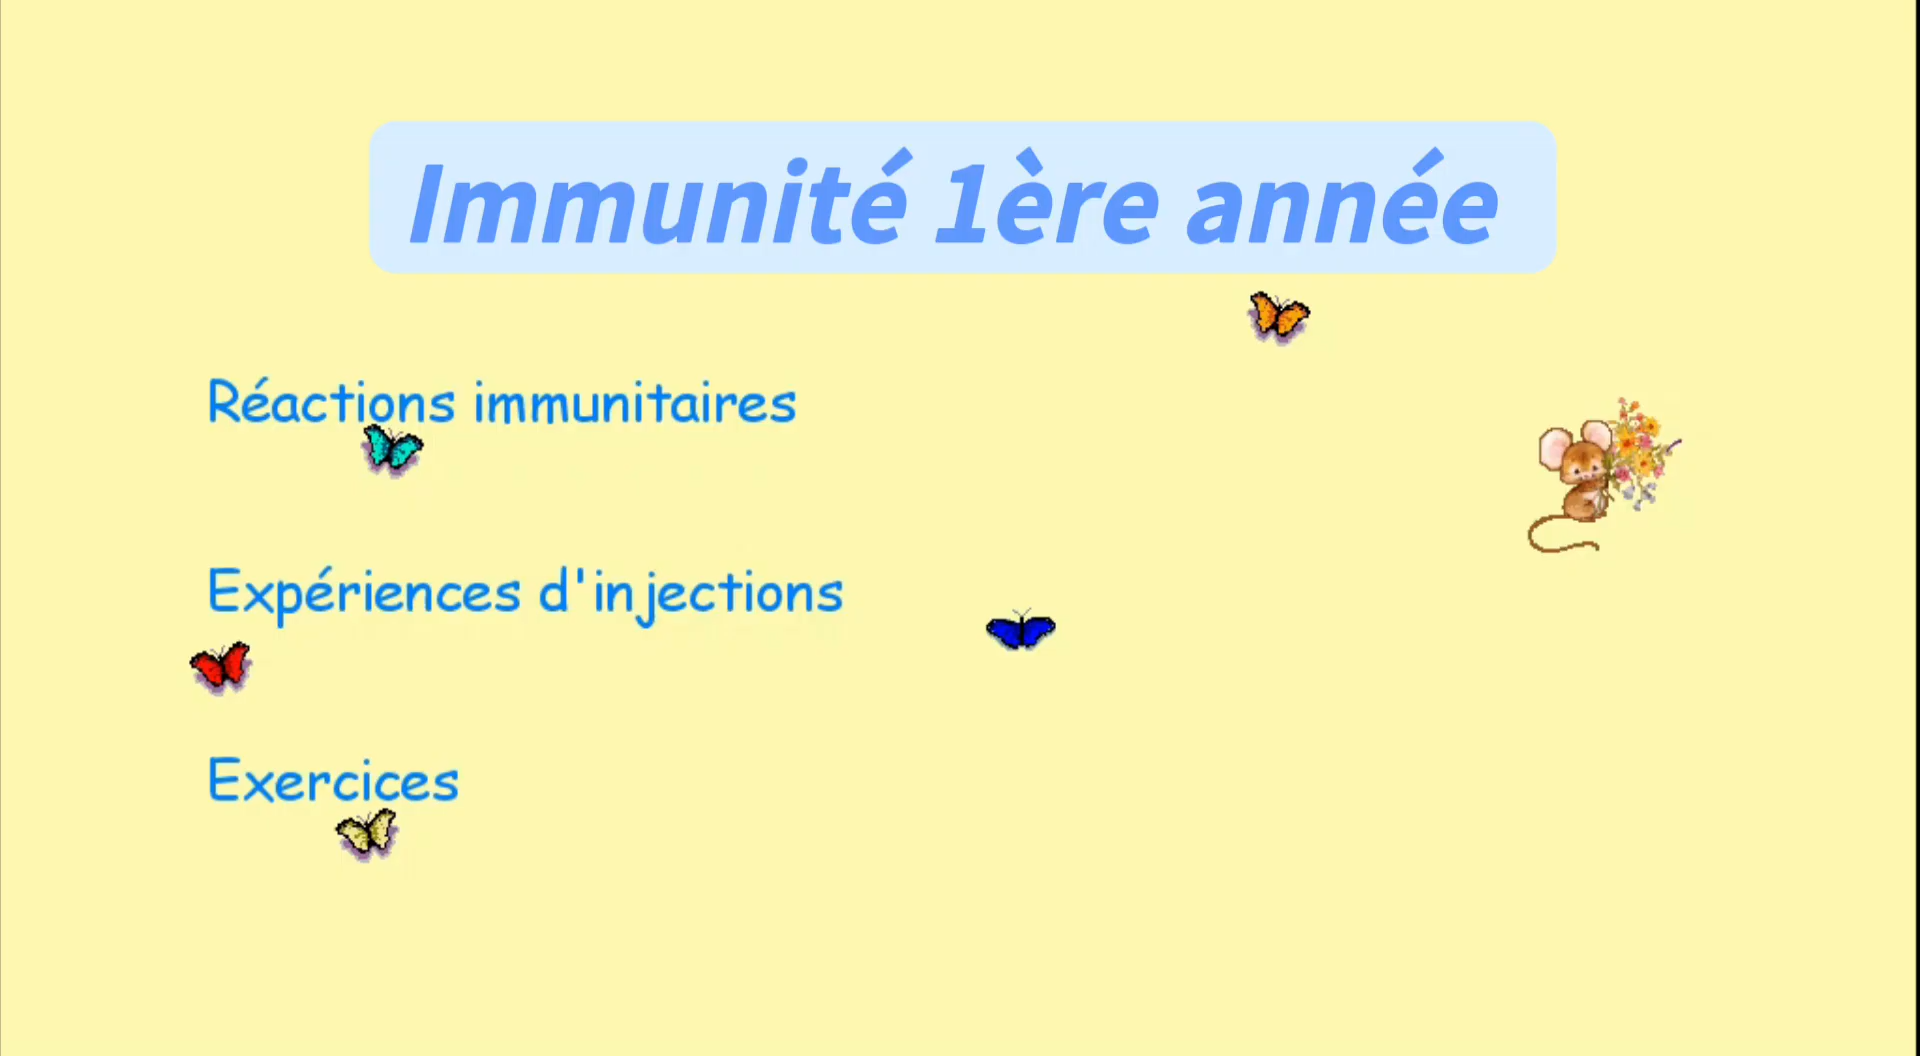 Immunité 1ère année
Réactions immunitaires
Expériences d'injections
Exercices